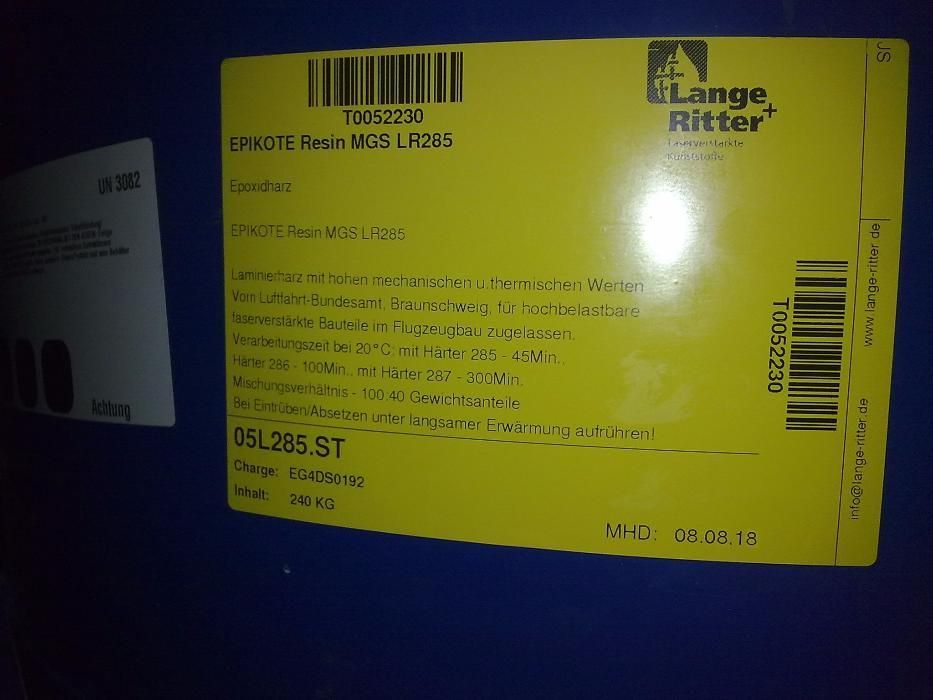 T0052230
EPIKOTE Resin MGS LR285
Epoxidharz
EPIKOTE Resin MGS LR285
Laminierharz mit hohen mechanischen u.thermischen Werten
Vom Luftfahrt-Bundesamt, Braunschweig, für hochbelastbare
faserverstärkte Bauteile im Flugzeugbau zugelassen.
Verarbeitungszeit bei 20°C: mit Härter 285 - 45Min.,
Härter 286 - 100Min.. mit Härter 287 - 300Min.
Mischungsverhältnis - 100:40 Gewichtsanteile
Bei Eintrüben/Absetzen unter langsamer Erwärmung aufrühren!
05L285.ST
Charge: EG4DS0192
Inhalt: 240 KG
MHD: 08.08.18
Lange+
Ritter
Faserverstärkte
Kunststoffe
T0052230
JS
www.lange-ritter.de
info@lange-ritter.de
UN 3082
Achtung